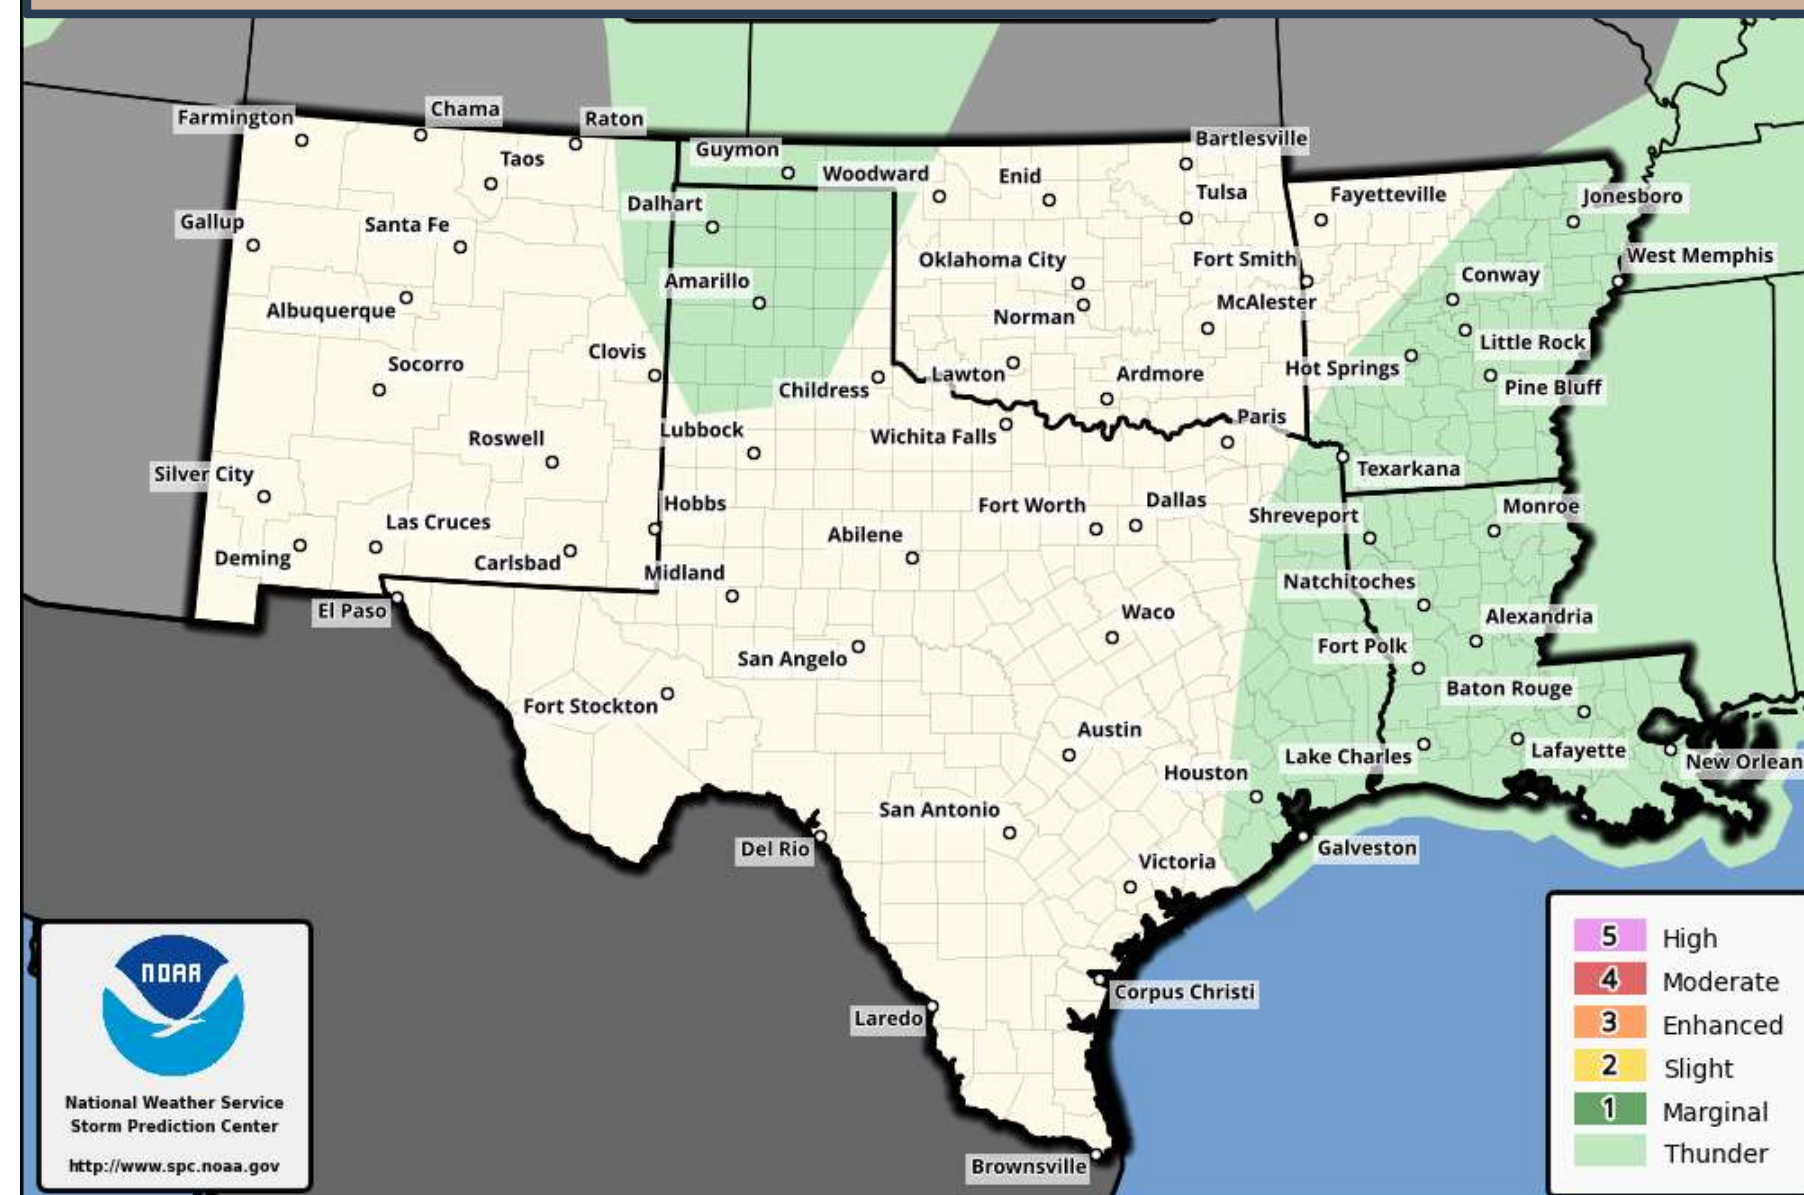 Farmington
Chama
Raton
Guymon
Bartlesville
Taos
Woodward
Enid
Tulsa
Fayetteville
Jonesboro
Gallup
Santa Fe
Dalhart
Oklahoma City
Fort Smith
West Memphis
Albuquerque
Amarillo
Norman
McAlester
Conway
Little Rock
Socorro
Clovis
Childress
Lawton
Ardmore
Hot Springs
Pine Bluff
Roswell
Lubbock
Wichita Falls
Paris
Silver City
Texarkana
Hobbs
Fort Worth
Dallas
Shreveport
Monroe
Las Cruces
Abilene
Deming
Carlsbad
Midland
Natchitoches
El Paso
Waco
Alexandria
San Angelo
Fort Polk
Fort Stockton
Baton Rouge
Austin
Houston
Lake Charles
Lafayette
New Orlean
San Antonio
Del Rio
Victoria
Galveston
Corpus Christi
Laredo
Brownsville
NOAA
National Weather Service
Storm Prediction Center
http://www.spc.noaa.gov
5 High
4 Moderate
3 Enhanced
2 Slight
1 Marginal
Thunder